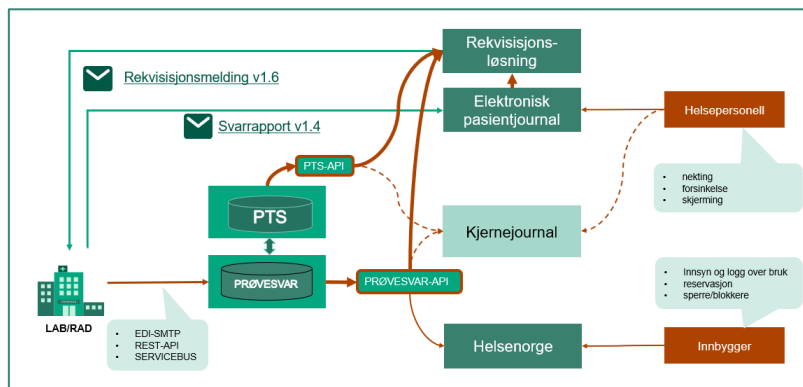 Rekvisisjons-
løsning
Rekvisisjonsmelding v1.6
Elektronisk
pasientjournal
Helsepersonell
Svarrapport v1.4
PTS-API
• nekting
• forsinkelse
• skjerming
PTS
Kjernejournal
PRØVESVAR
PRØVESVAR-API
• Innsyn og logg over bruk
• reservasjon
• sperre/blokkere
LAB/RAD
• EDI-SMTP
• REST-API
• SERVICEBUS
Helsenorge
Innbygger